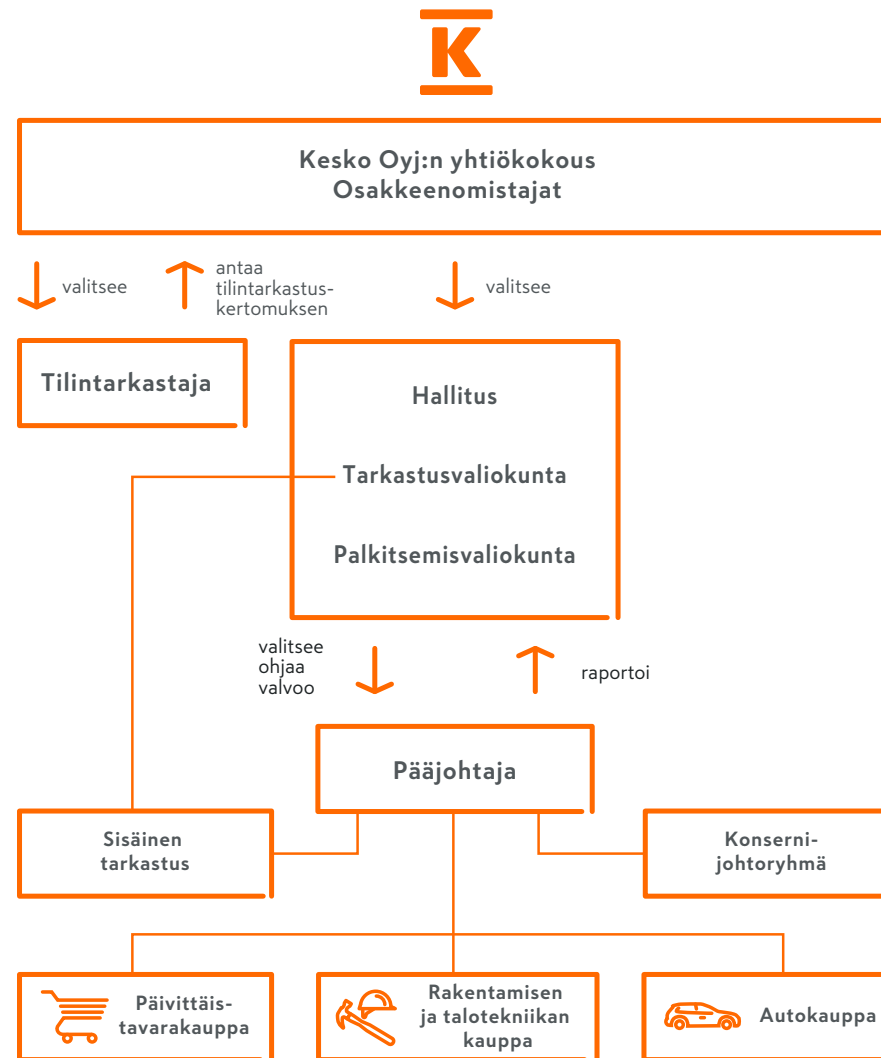 K
Kesko Oyj:n yhtiökokous
Osakkeenomistajat
valitsee
antaa
tilintarkastus-
kertomuksen
valitsee
Tilintarkastaja
Hallitus
Tarkastusvaliokunta
Palkitsemisvaliokunta
valitsee
ohjaa
valvoo
raportoi
Pääjohtaja
Sisäinen
tarkastus
Konserni-
johtoryhmä
Päivittäis-
tavarakauppa
Rakentamisen
ja talotekniikan
kauppa
Autokauppa